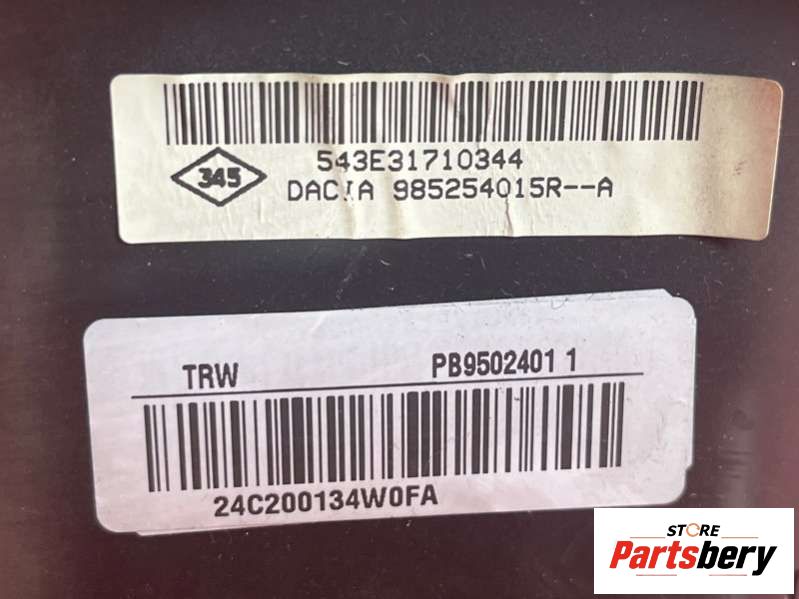 543E31710344
345
DACIA 985254015R--A
TRW PB9502401 1
24C200134W0FA
STORE
Partsbery